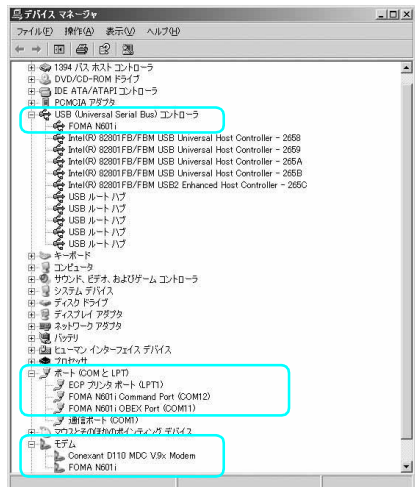 デバイス マネージャ
ファイル(F) 操作(A) 表示(V) ヘルプ(H)
1394 バス ホスト コントローラ
DVD/CD-ROM ドライブ
IDE ATA/ATAPI コントローラ
PCMCIA アダプタ
USB (Universal Serial Bus) コントローラ
FOMA N601i
Intel(R) 82801FB/FBM USB Universal Host Controller - 2658
Intel(R) 82801FB/FBM USB Universal Host Controller - 2659
Intel(R) 82801FB/FBM USB Universal Host Controller - 265A
Intel(R) 82801FB/FBM USB Universal Host Controller - 265B
Intel(R) 82801FB/FBM USB2 Enhanced Host Controller - 265C
USB ルート ハブ
USB ルート ハブ
USB ルート ハブ
USB ルート ハブ
USB ルート ハブ
キーボード
コンピュータ
サウンド、ビデオ、およびゲーム コントローラ
システム デバイス
ディスク ドライブ
ディスプレイ アダプタ
ネットワーク アダプタ
バッテリ
ヒューマン インターフェイス デバイス
プロセッサ
ポート (COM と LPT)
ECP プリンタ ポート (LPT1)
FOMA N601i Command Port (COM12)
FOMA N601i OBEX Port (COM11)
通信ポート (COM1)
マウスとそのほかのポインティング デバイス
モデム
Conexant D110 MDC V.9x Modem
FOMA N601i